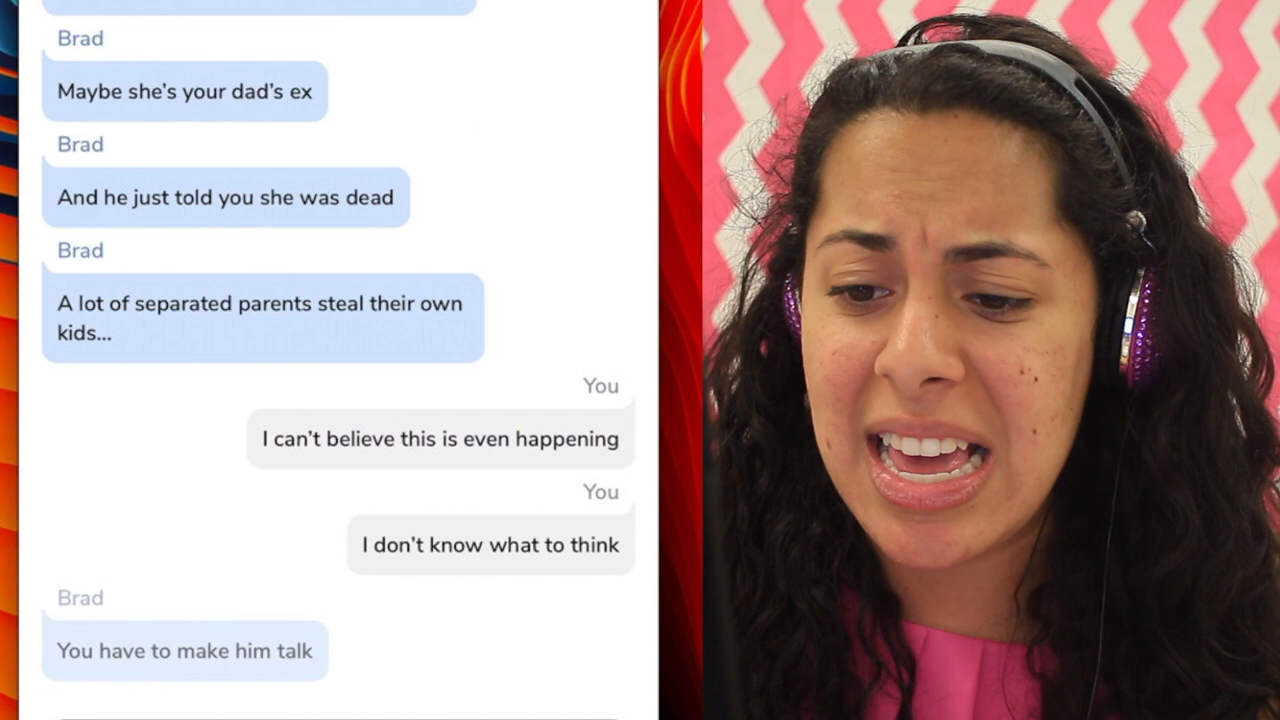 Brad
Maybe she's your dad's ex
Brad
And he just told you she was dead
Brad
A lot of separated parents steal their own
kids...
You
I can't believe this is even happening
You
I don't know what to think
Brad
You have to make him talk